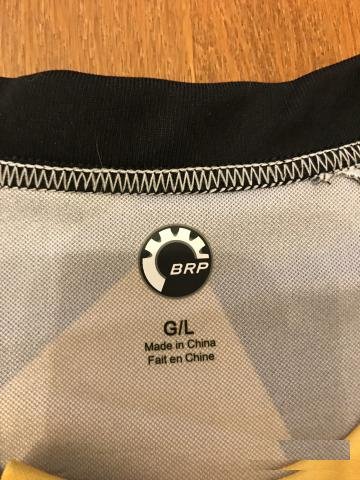 BRP
G/L
Made in China
Fait en Chine